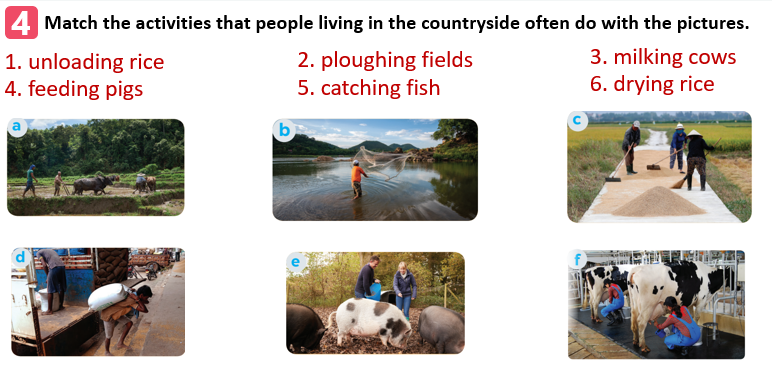 4 Match the activities that people living in the countryside often do with the pictures.
1. unloading rice 2. ploughing fields 3. milking cows
4. feeding pigs 5. catching fish 6. drying rice
a b c
d e f